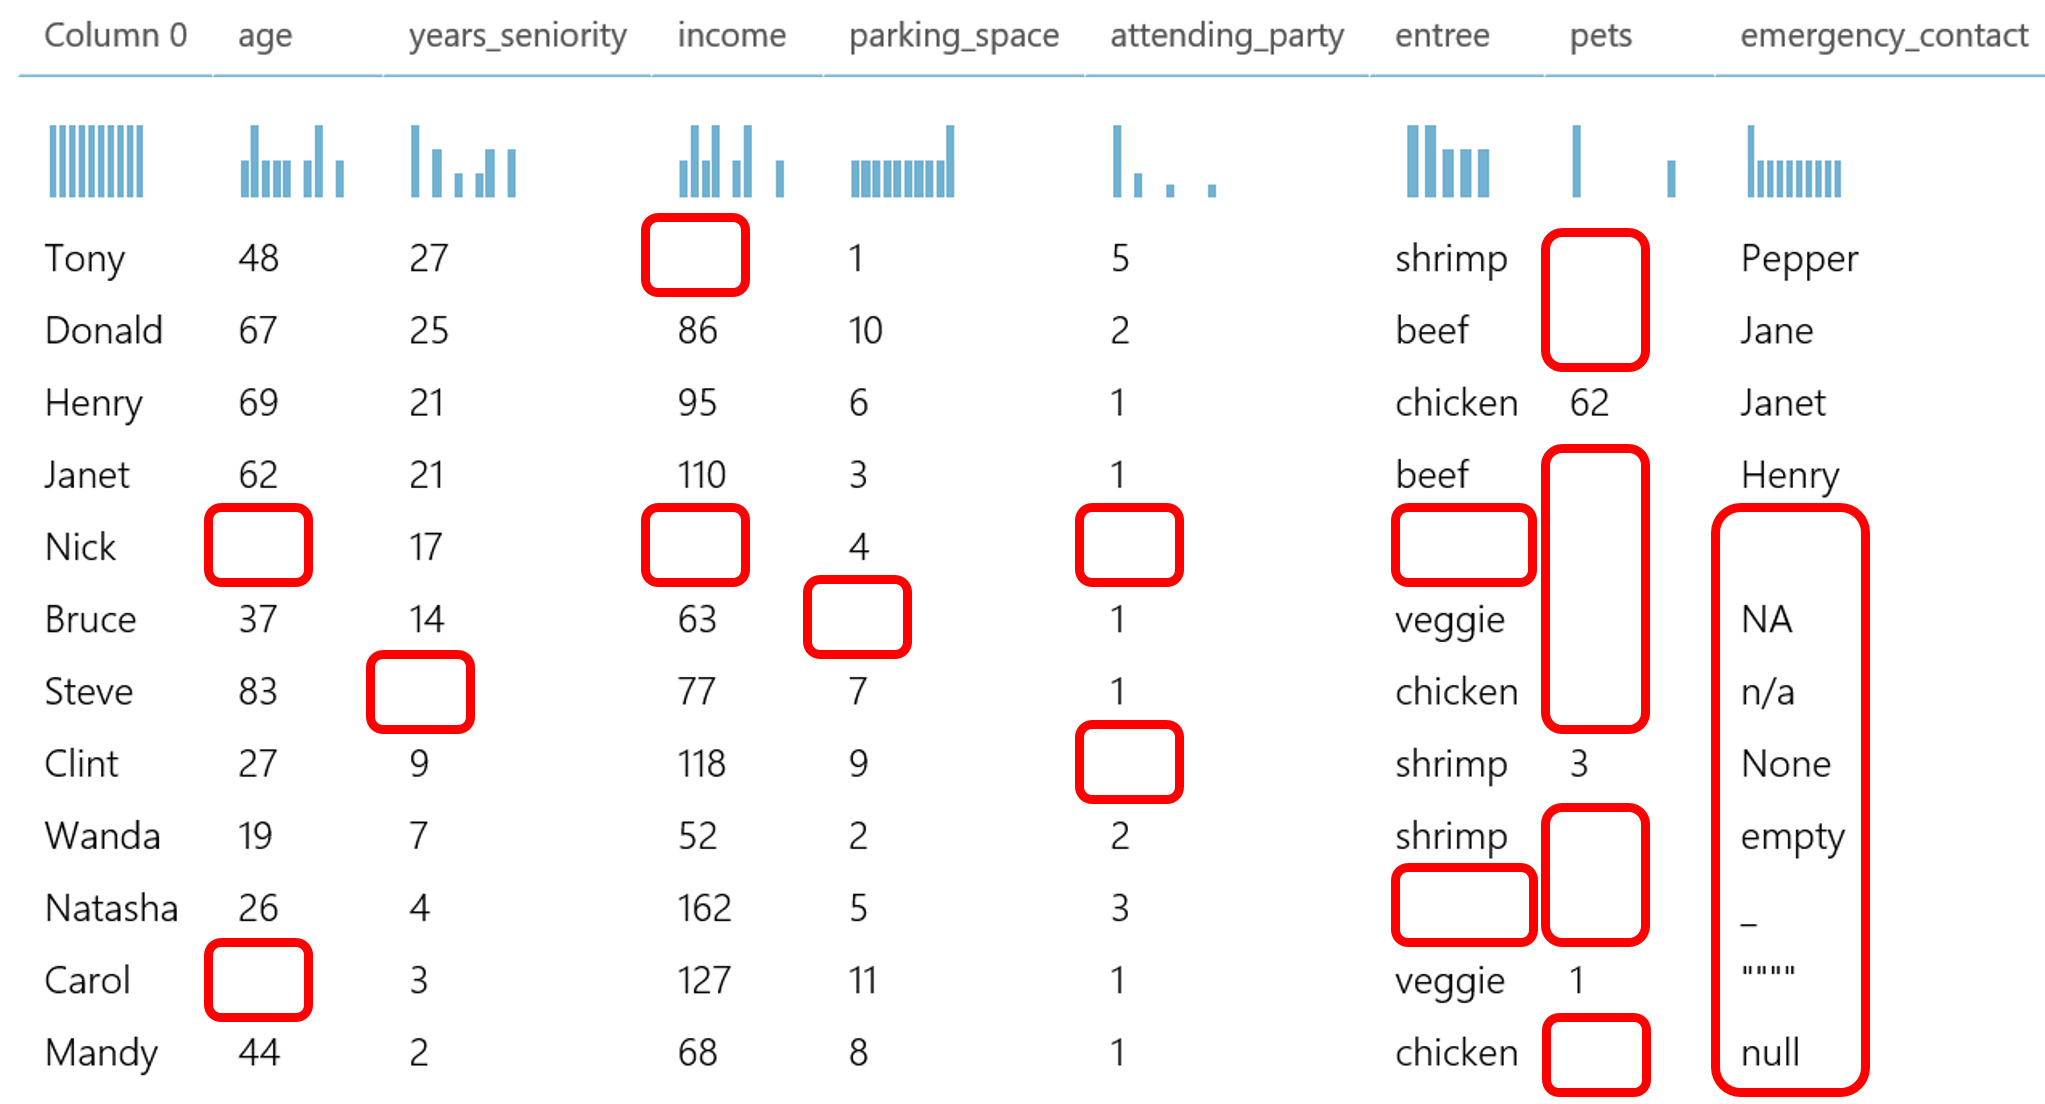 Column 0 age years_seniority income parking_space attending_party entree pets emergency_contact
Tony 48 27 1 5 shrimp Pepper
Donald 67 25 86 10 2 beef Jane
Henry 69 21 95 6 1 chicken 62 Janet
Janet 62 21 110 3 1 beef Henry
Nick 17 4
Bruce 37 14 63 1 veggie NA
Steve 83 77 7 1 chicken n/a
Clint 27 9 118 9 shrimp 3 None
Wanda 19 7 52 2 2 shrimp empty
Natasha 26 4 162 5 3 _
Carol 3 127 11 1 veggie 1 """"
Mandy 44 2 68 8 1 chicken null